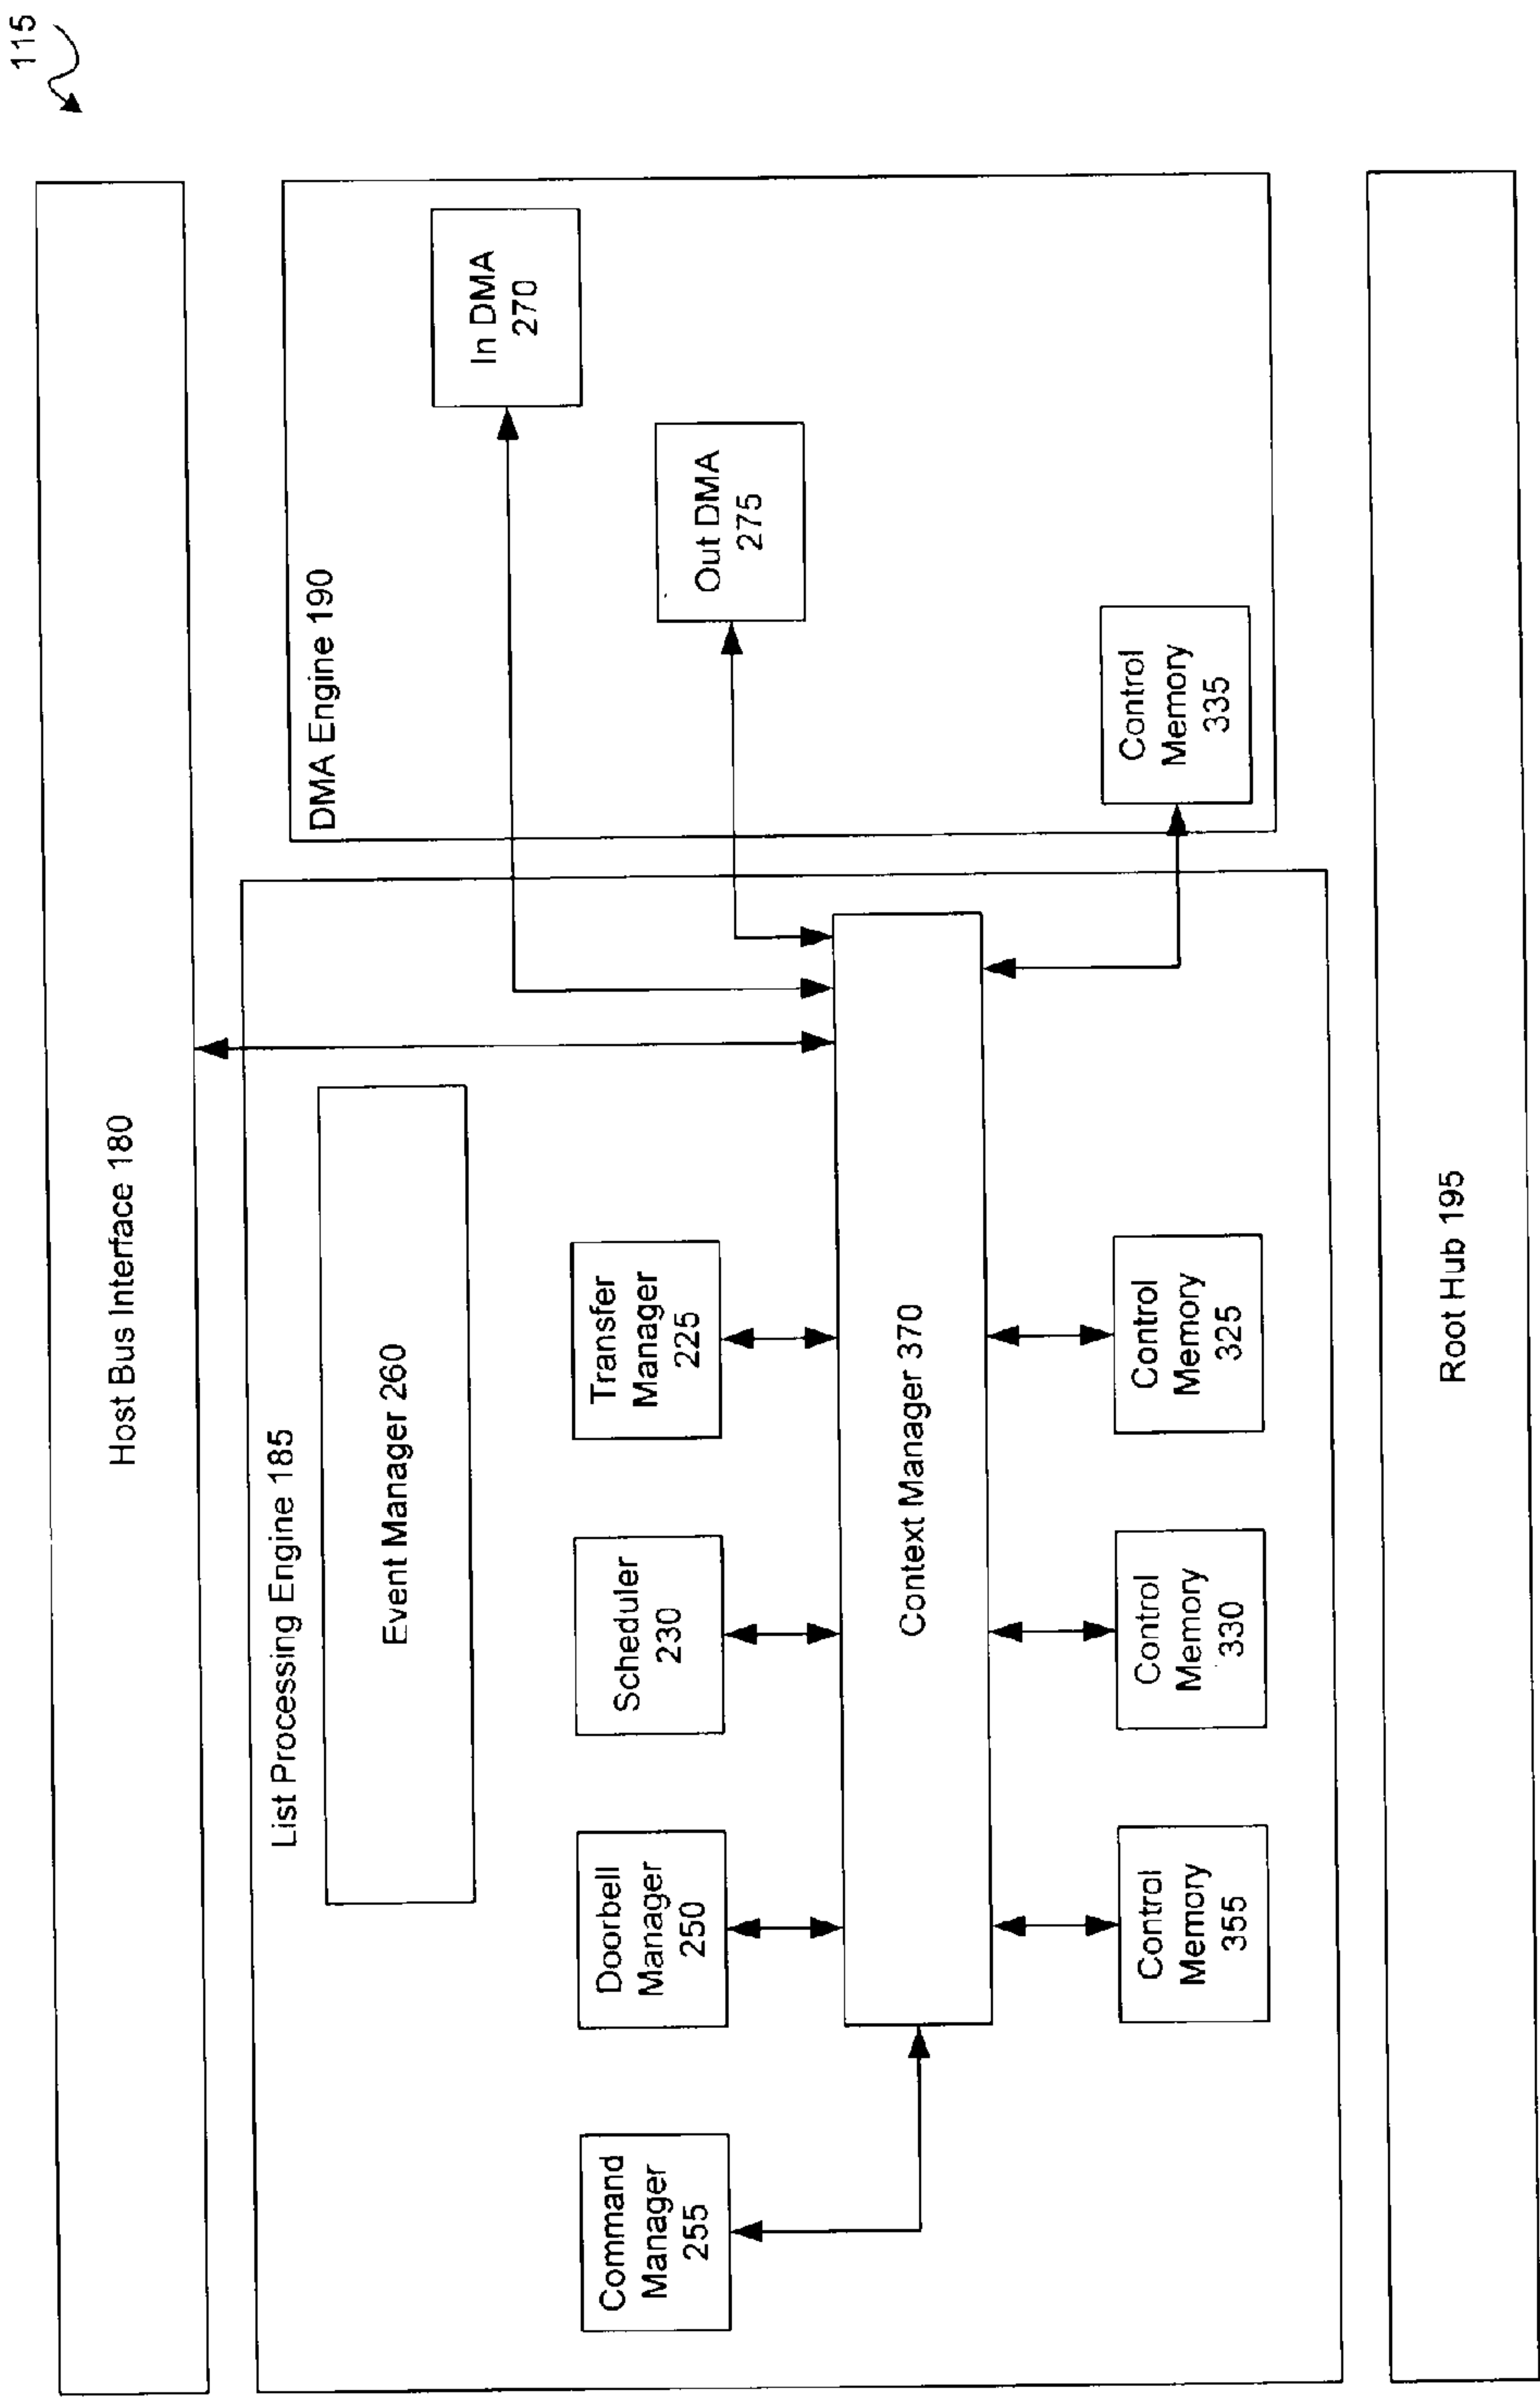 115
Host Bus Interface 180
List Processing Engine 185
Event Manager 260
DMA Engine 190
In DMA
270
Command
Manager
255
Doorbell
Manager
250
Scheduler
230
Transfer
Manager
225
Out DMA
275
Context Manager 370
Control
Memory
355
Control
Memory
330
Control
Memory
325
Control
Memory
335
Root Hub 195